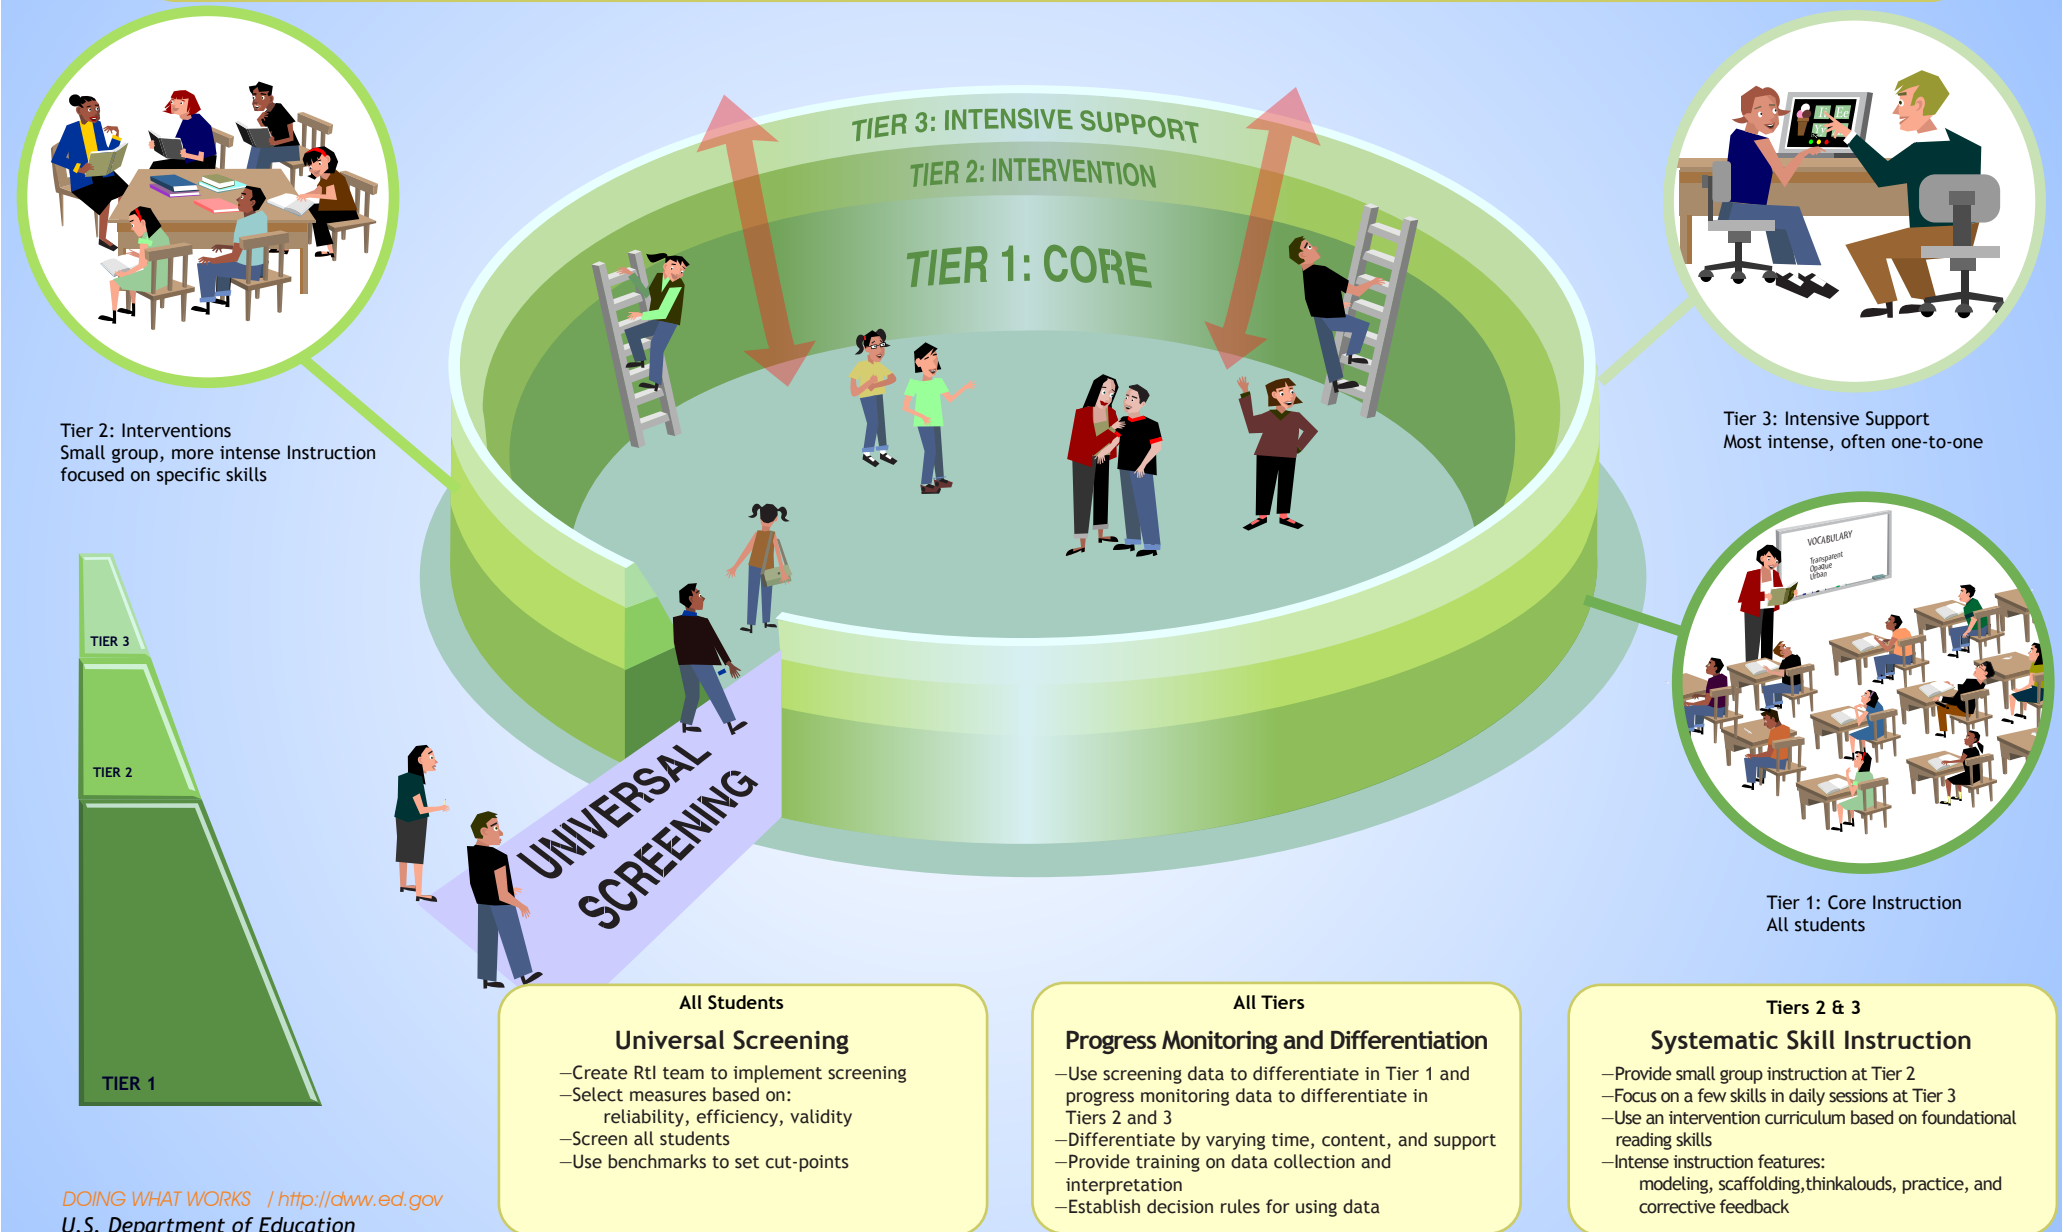 TIER 3: INTENSIVE SUPPORT
TIER 2: INTERVENTION
TIER 1: CORE
Tier 2: Interventions
Small group, more intense Instruction
focused on specific skills
Tier 3: Intensive Support
Most intense, often one-to-one
VOCABULARY
Transparent
Opaque
Urban
Tier 1: Core Instruction
All students
TIER 3
TIER 2
TIER 1
UNIVERSAL
SCREENING
All Students
Universal Screening
—Create RtI team to implement screening
—Select measures based on:
reliability, efficiency, validity
—Screen all students
—Use benchmarks to set cut-points
All Tiers
Progress Monitoring and Differentiation
—Use screening data to differentiate in Tier 1 and
progress monitoring data to differentiate in
Tiers 2 and 3
—Differentiate by varying time, content, and support
—Provide training on data collection and
interpretation
—Establish decision rules for using data
Tiers 2 & 3
Systematic Skill Instruction
—Provide small group instruction at Tier 2
—Focus on a few skills in daily sessions at Tier 3
—Use an intervention curriculum based on foundational
reading skills
—Intense instruction features:
modeling, scaffolding,thinkalouds, practice, and
corrective feedback
DOING WHAT WORKS / http://dww.ed.gov
U.S. Department of Education